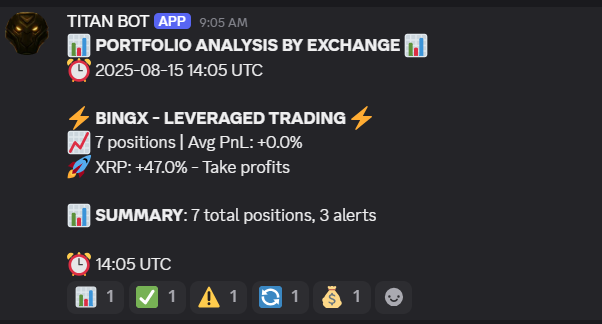 TITAN BOT APP 9:05 AM
📊 PORTFOLIO ANALYSIS BY EXCHANGE 📊
⏰ 2025-08-15 14:05 UTC
⚡ BINGX - LEVERAGED TRADING ⚡
📈 7 positions | Avg PnL: +0.0%
🚀 XRP: +47.0% - Take profits
📊 SUMMARY: 7 total positions, 3 alerts
⏰ 14:05 UTC
📊 1 ✅ 1 ⚠️ 1 🔄 1 💰 1